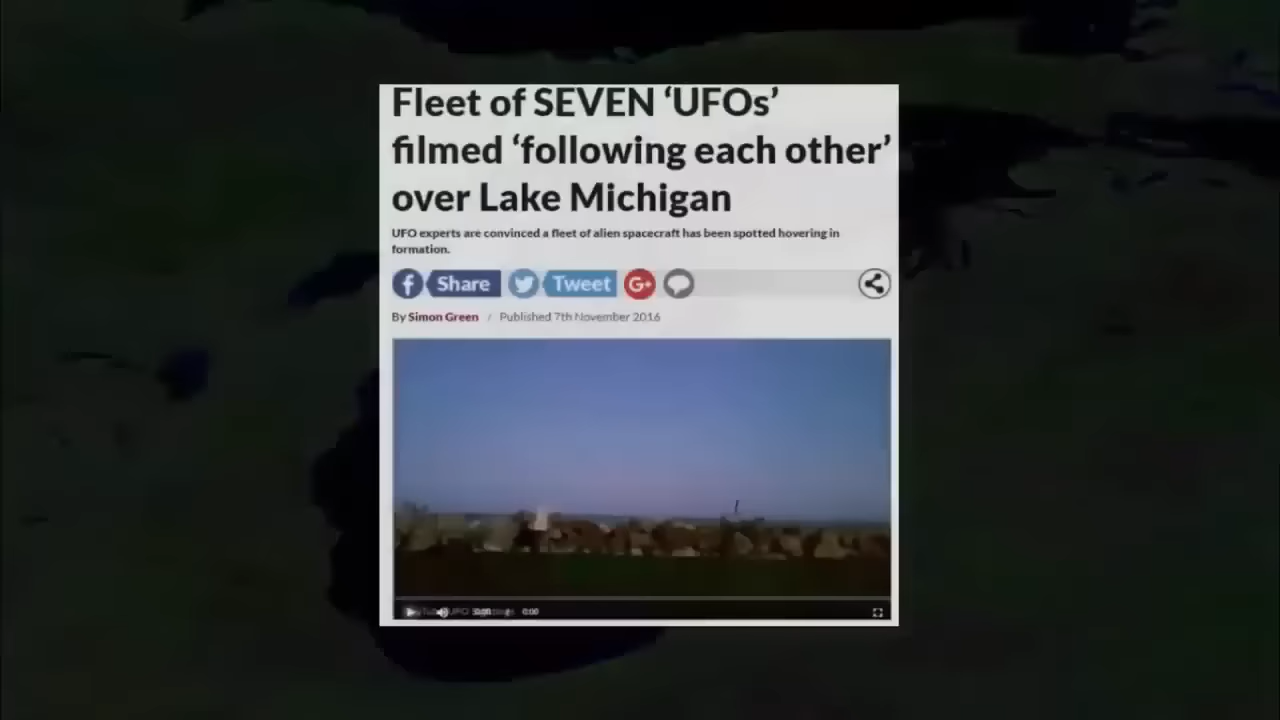 Fleet of SEVEN ‘UFOs’
filmed ‘following each other’
over Lake Michigan
UFO experts are convinced a fleet of alien spacecraft has been spotted hovering in
formation.
f Share Tweet G+
By Simon Green / Published 7th November 2016
0:00